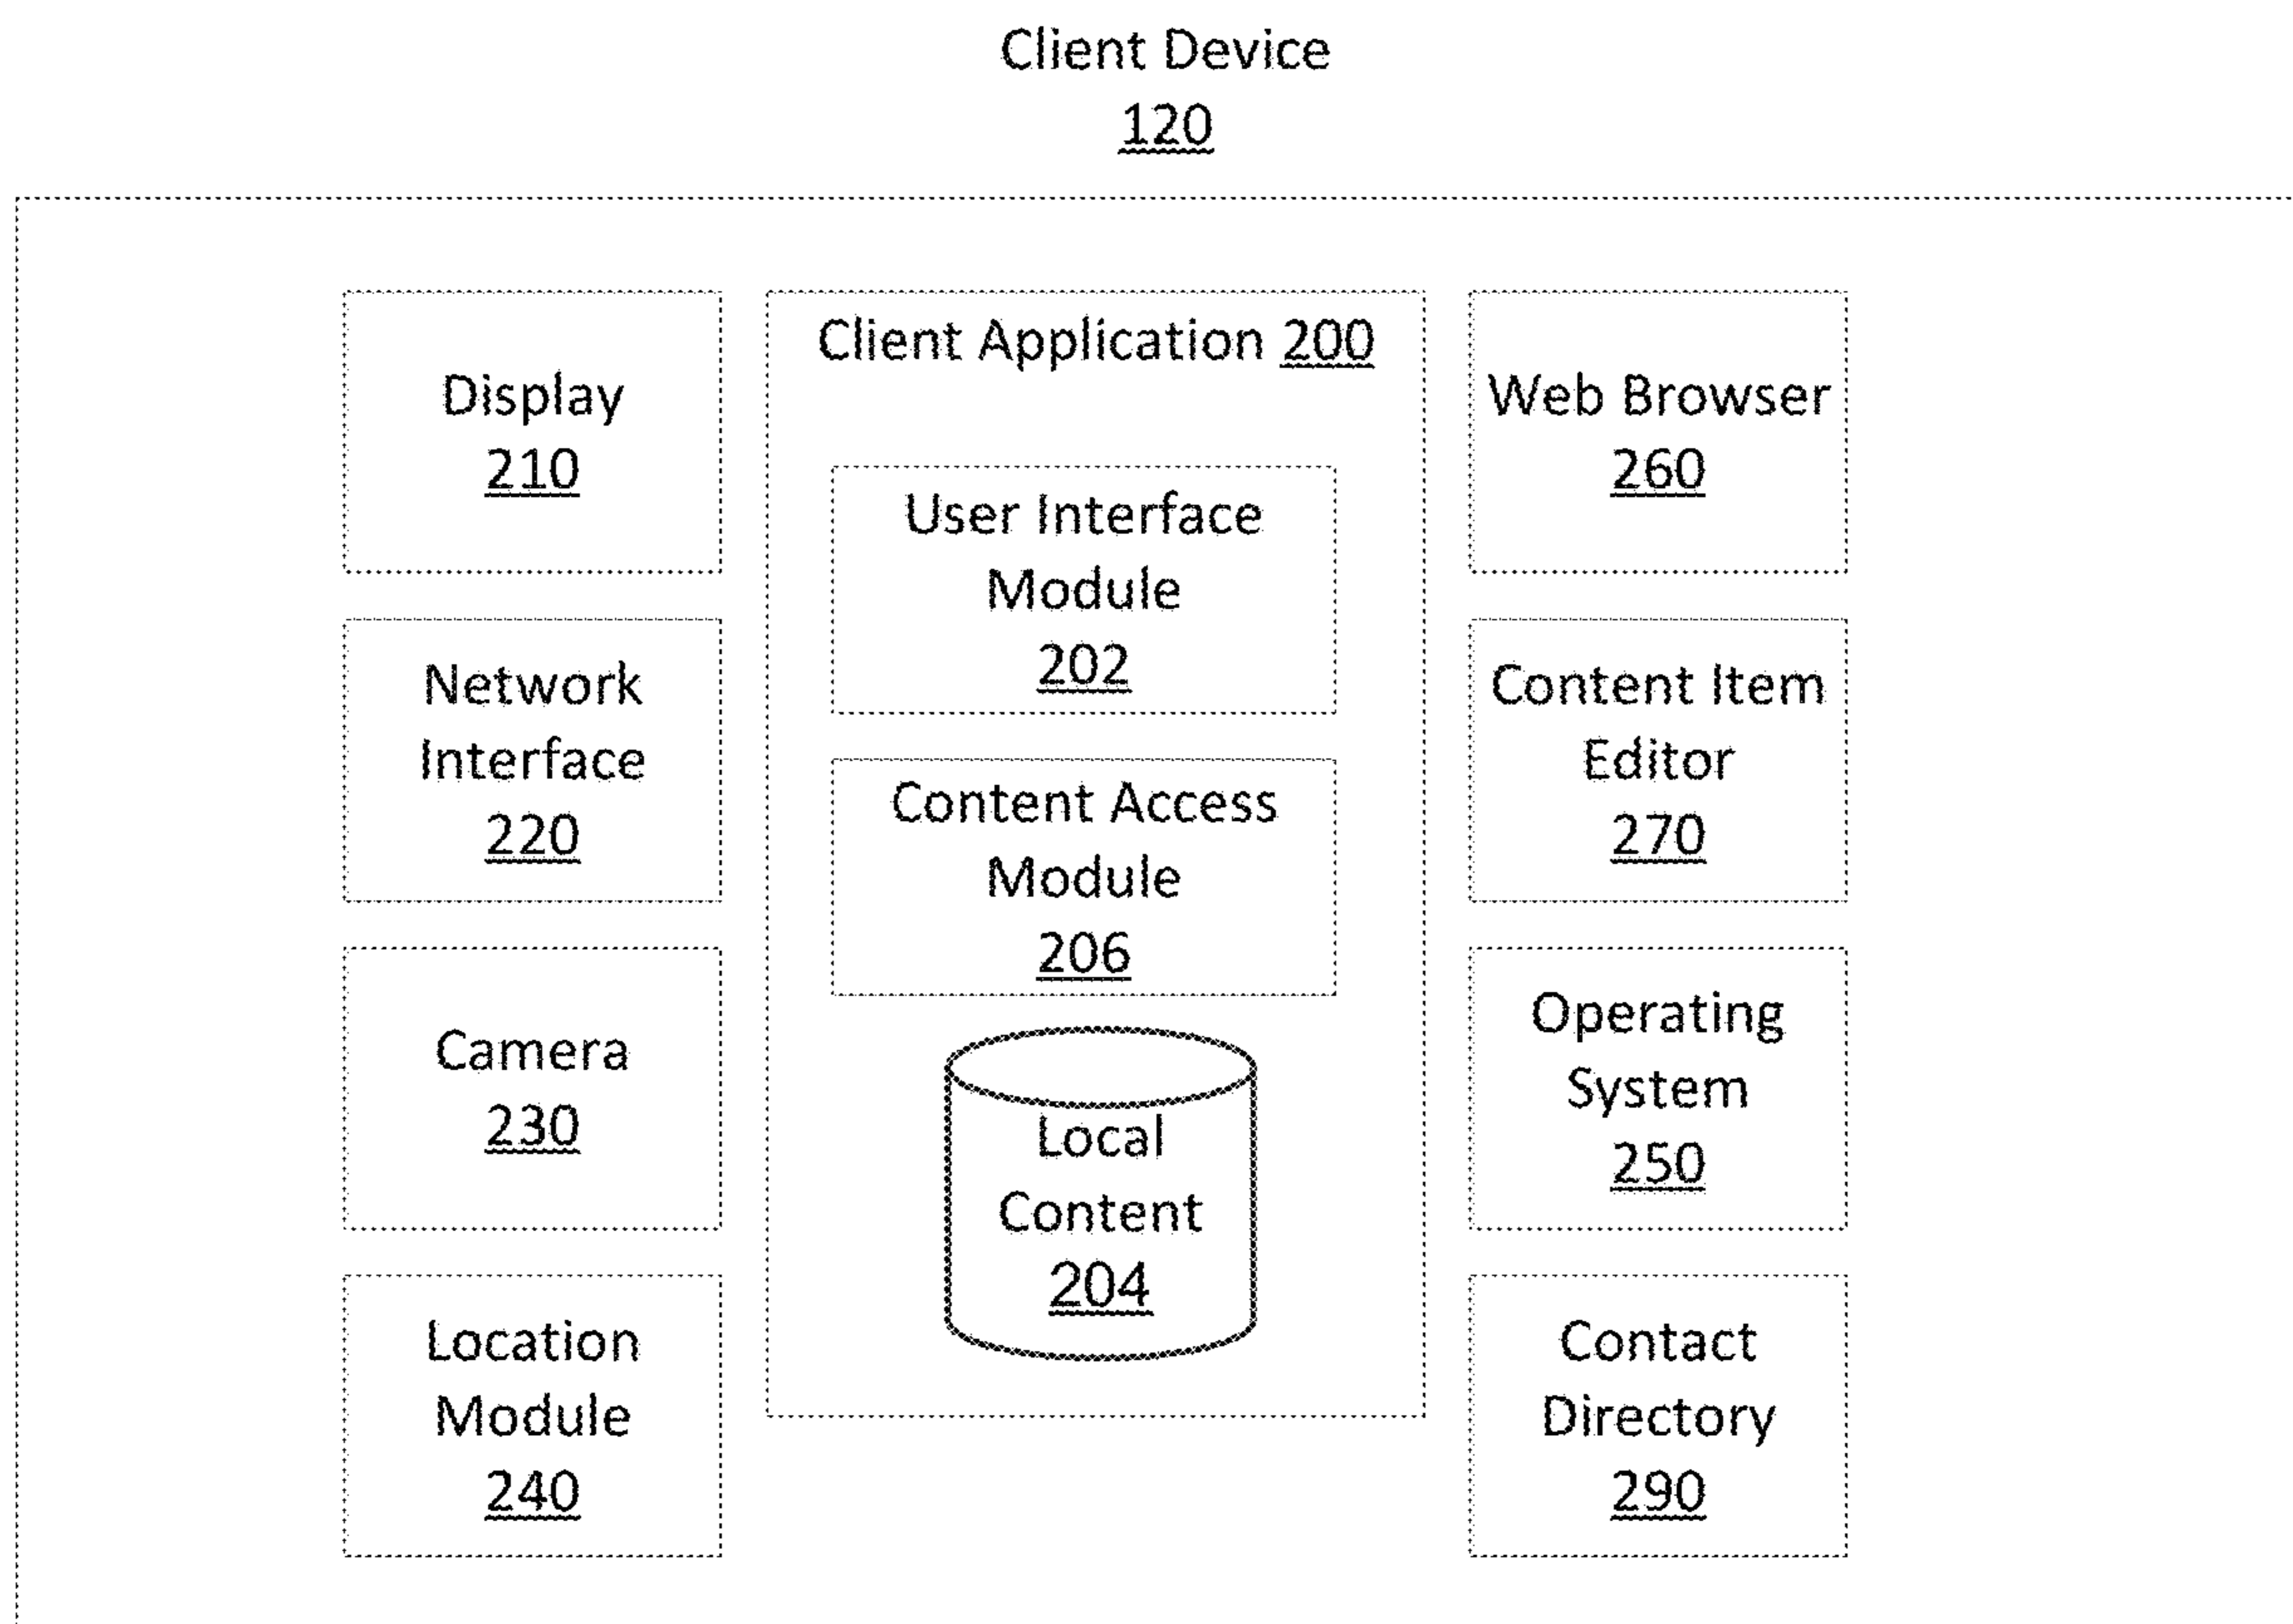 Client Device
120
Display
210
Network
Interface
220
Camera
230
Location
Module
240
Client Application 200
User Interface
Module
202
Content Access
Module
206
Local
Content
204
Web Browser
260
Content Item
Editor
270
Operating
System
250
Contact
Directory
290